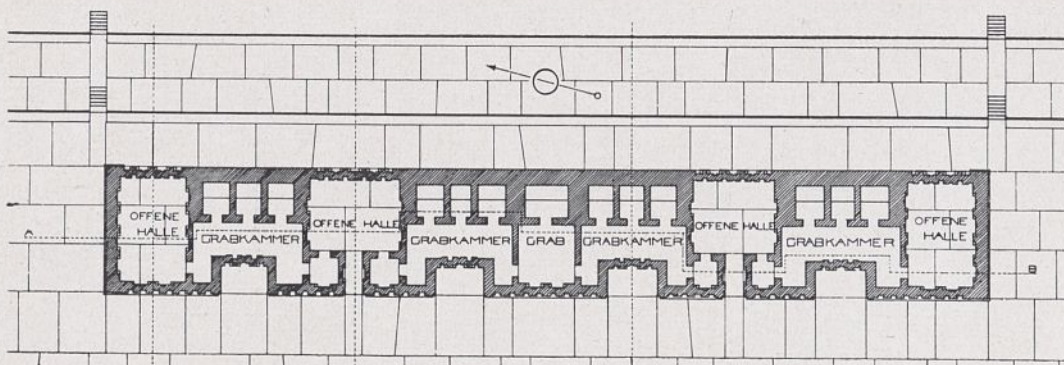 OFFENE
HALLE
GRABKAMMER
OFFENE HALLE
GRABKAMMER
GRAB
GRABKAMMER
OFFENE HALLE
GRABKAMMER
OFFENE
HALLE
A
B